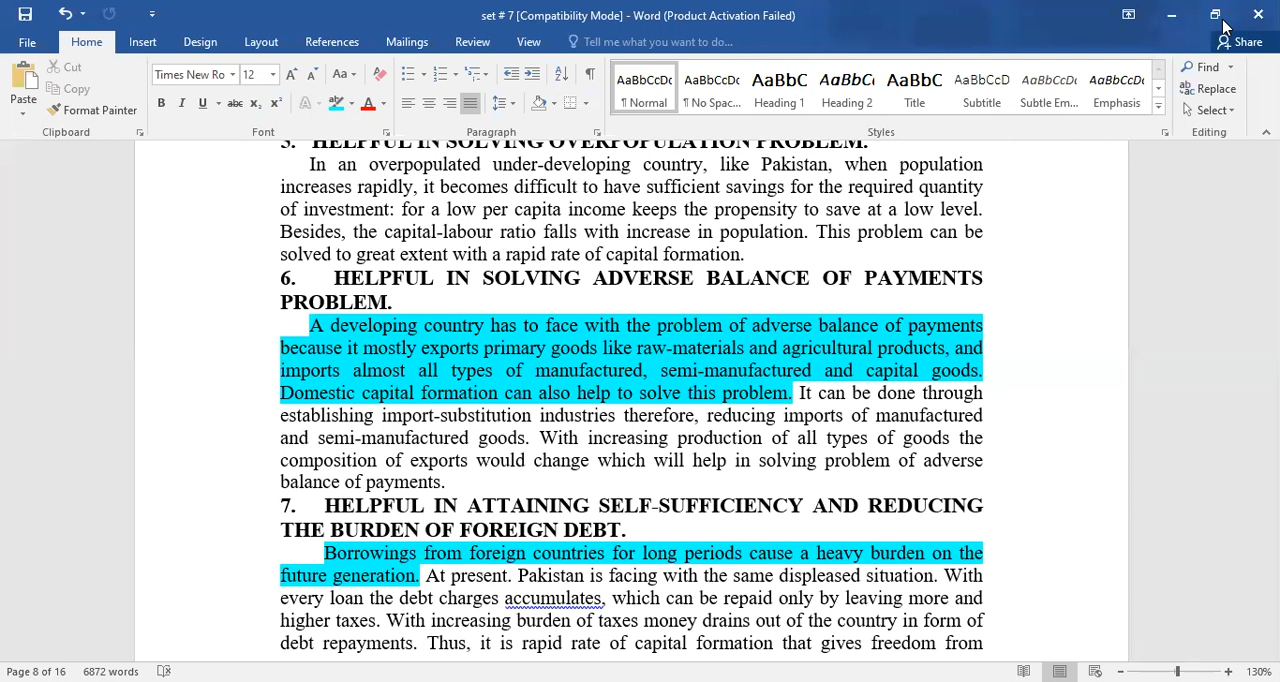 set # 7 [Compatibility Mode] - Word (Product Activation Failed)
File Home Insert Design Layout References Mailings Review View Tell me what you want to do... Share
Paste
Cut
Copy
Format Painter
Clipboard
Times New Ro 12
Font
Paragraph
AaBbCcDc AaBbCcDc AaBbC AaBbCc AaBbC AaBbCcD AaBbCcDc AaBbCcDc
¶ Normal ¶ No Spac... Heading 1 Heading 2 Title Subtitle Subtle Em... Emphasis
Styles
Find
Replace
Select
Editing
5. HELPFUL IN SOLVING OVERPOPULATION PROBLEM.
In an overpopulated under-developing country, like Pakistan, when population
increases rapidly, it becomes difficult to have sufficient savings for the required quantity
of investment: for a low per capita income keeps the propensity to save at a low level.
Besides, the capital-labour ratio falls with increase in population. This problem can be
solved to great extent with a rapid rate of capital formation.
6. HELPFUL IN SOLVING ADVERSE BALANCE OF PAYMENTS
PROBLEM.
A developing country has to face with the problem of adverse balance of payments
because it mostly exports primary goods like raw-materials and agricultural products, and
imports almost all types of manufactured, semi-manufactured and capital goods.
Domestic capital formation can also help to solve this problem. It can be done through
establishing import-substitution industries therefore, reducing imports of manufactured
and semi-manufactured goods. With increasing production of all types of goods the
composition of exports would change which will help in solving problem of adverse
balance of payments.
7. HELPFUL IN ATTAINING SELF-SUFFICIENCY AND REDUCING
THE BURDEN OF FOREIGN DEBT.
Borrowings from foreign countries for long periods cause a heavy burden on the
future generation. At present. Pakistan is facing with the same displeased situation. With
every loan the debt charges accumulates, which can be repaid only by leaving more and
higher taxes. With increasing burden of taxes money drains out of the country in form of
debt repayments. Thus, it is rapid rate of capital formation that gives freedom from
Page 8 of 16 6872 words 130%